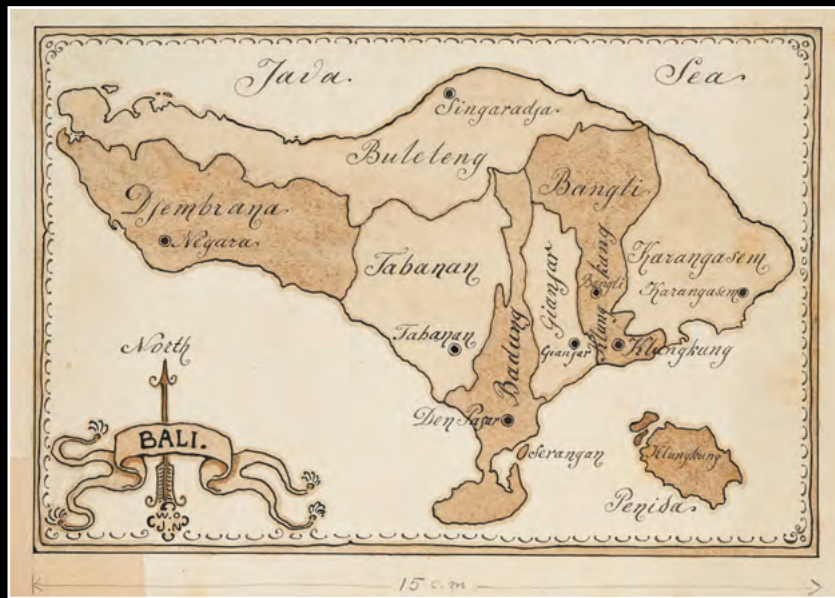 Java Sea
Singaradja
Buleleng
Bangli
Djembrana
Negara
Tabanan
Gianjar
Klungkung
Karangasem
Bangli
Karangasem
Badung
North
Tabanan
Gianjar
Klungkung
Den Pasar
BALI.
Serangan
Klungkung
Penida
W.O.
J.N
15 c.m